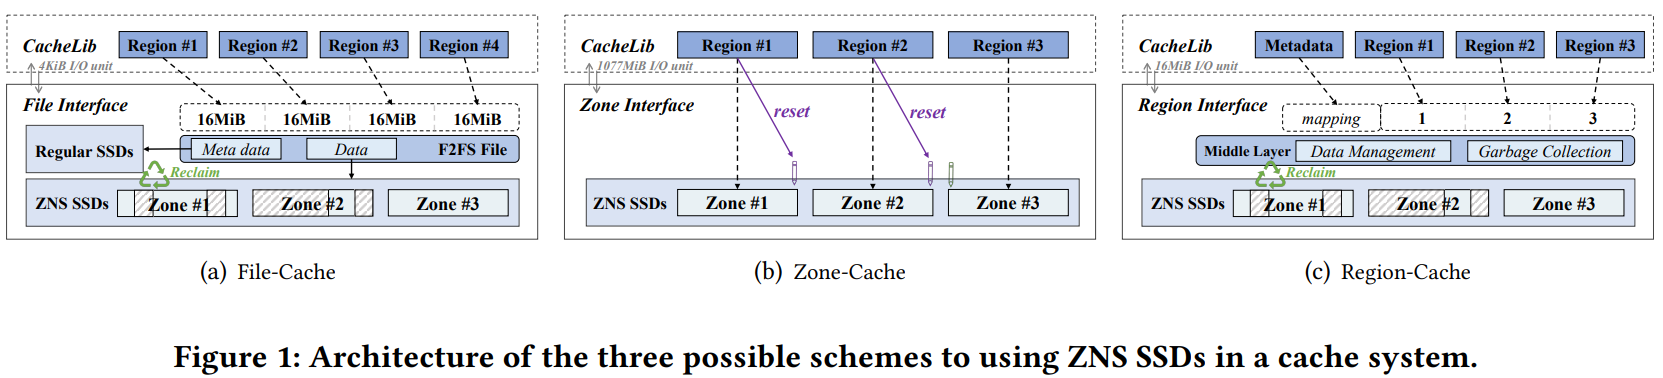 CacheLib
Region #1 Region #2 Region #3 Region #4
4KiB I/O unit
File Interface
16MiB 16MiB 16MiB 16MiB
Regular SSDs
Meta data Data F2FS File
Reclaim
ZNS SSDs Zone #1 Zone #2 Zone #3
(a) File-Cache
CacheLib
Region #1 Region #2 Region #3
1077MiB I/O unit
Zone Interface
reset reset
ZNS SSDs Zone #1 Zone #2 Zone #3
(b) Zone-Cache
CacheLib
Metadata Region #1 Region #2 Region #3
16MiB I/O unit
Region Interface
mapping 1 2 3
Middle Layer Data Management Garbage Collection
Reclaim
ZNS SSDs Zone #1 Zone #2 Zone #3
(c) Region-Cache
Figure 1: Architecture of the three possible schemes to using ZNS SSDs in a cache system.